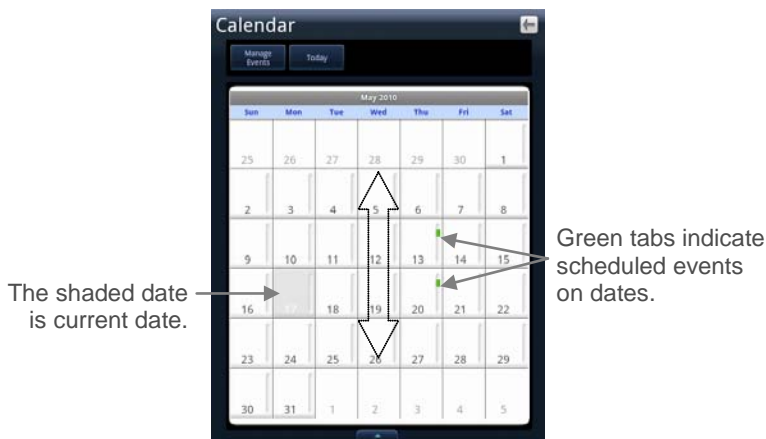 Calendar
Manage
Events
Today
May 2010
Sun Mon Tue Wed Thu Fri Sat
25 26 27 28 29 30 1
2 3 4 5 6 7 8
9 10 11 12 13 14 15
16 17 18 19 20 21 22
23 24 25 26 27 28 29
30 31 1 2 3 4 5
The shaded date
is current date.
Green tabs indicate
scheduled events
on dates.